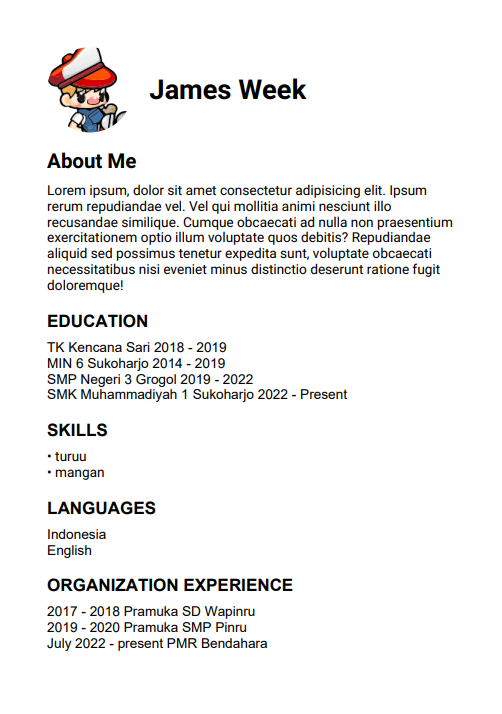 James Week
About Me
Lorem ipsum, dolor sit amet consectetur adipisicing elit. Ipsum
rerum repudiandae vel. Vel qui mollitia animi nesciunt illo
recusandae similique. Cumque obcaecati ad nulla non praesentium
exercitationem optio illum voluptate quos debitis? Repudiandae
aliquid sed possimus tenetur expedita sunt, voluptate obcaecati
necessitatibus nisi eveniet minus distinctio deserunt ratione fugit
doloremque!
EDUCATION
TK Kencana Sari 2018 - 2019
MIN 6 Sukoharjo 2014 - 2019
SMP Negeri 3 Grogol 2019 - 2022
SMK Muhammadiyah 1 Sukoharjo 2022 - Present
SKILLS
• turuu
• mangan
LANGUAGES
Indonesia
English
ORGANIZATION EXPERIENCE
2017 - 2018 Pramuka SD Wapinru
2019 - 2020 Pramuka SMP Pinru
July 2022 - present PMR Bendahara